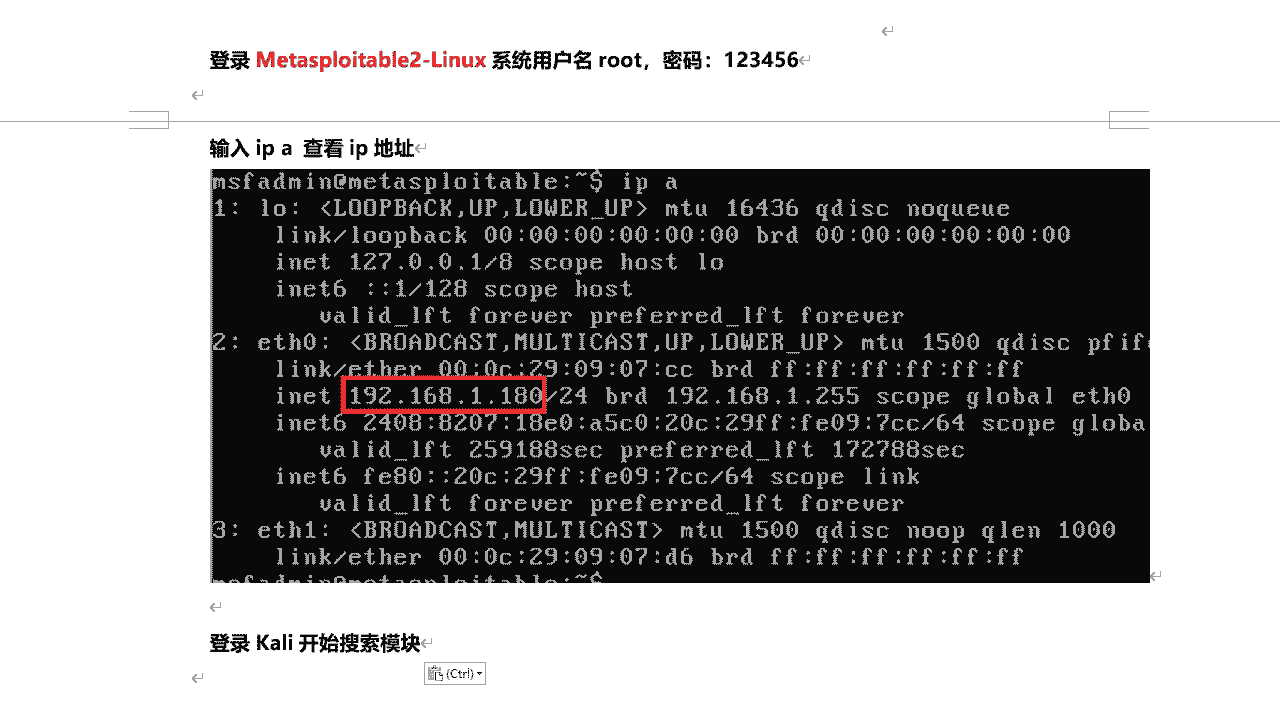 登录 Metasploitable2-Linux 系统用户名 root，密码：123456
输入 ip a 查看 ip 地址
msfadmin@metasploitable:~$ ip a
1: lo: <LOOPBACK,UP,LOWER_UP> mtu 16436 qdisc noqueue
link/loopback 00:00:00:00:00:00 brd 00:00:00:00:00:00
inet 127.0.0.1/8 scope host lo
inet6 ::1/128 scope host
valid_lft forever preferred_lft forever
2: eth0: <BROADCAST,MULTICAST,UP,LOWER_UP> mtu 1500 qdisc pfif
link/ether 00:0c:29:09:07:cc brd ff:ff:ff:ff:ff:ff
inet 192.168.1.180/24 brd 192.168.1.255 scope global eth0
inet6 2408:8207:18e0:a5c0:20c:29ff:fe09:7cc/64 scope globa
valid_lft 259188sec preferred_lft 172788sec
inet6 fe80::20c:29ff:fe09:7cc/64 scope link
valid_lft forever preferred_lft forever
3: eth1: <BROADCAST,MULTICAST> mtu 1500 qdisc noop qlen 1000
link/ether 00:0c:29:09:07:d6 brd ff:ff:ff:ff:ff:ff
msfadmin@metasploitable:~$
登录 Kali 开始搜索模块
(Ctrl)